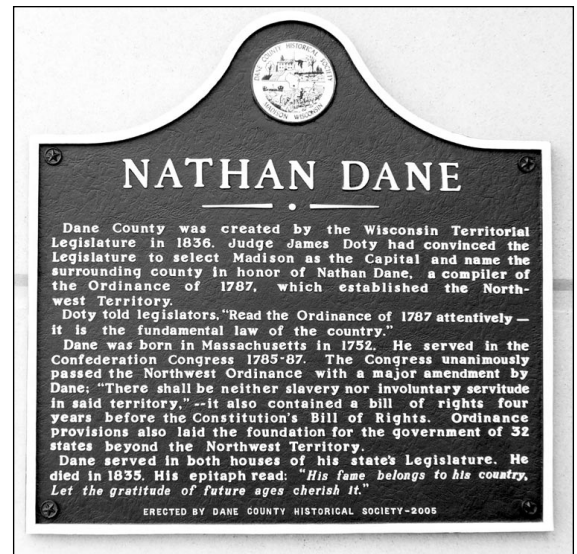 DANE COUNTY HISTORICAL SOCIETY
MADISON WISCONSIN
NATHAN DANE
Dane County was created by the Wisconsin Territorial
Legislature in 1836. Judge James Doty had convinced the
Legislature to select Madison as the Capital and name the
surrounding county in honor of Nathan Dane, a compiler of
the Ordinance of 1787, which established the North-
west Territory.
Doty told legislators, "Read the Ordinance of 1787 attentively—
it is the fundamental law of the country."
Dane was born in Massachusetts in 1752. He served in the
Confederation Congress 1785-87. The Congress unanimously
passed the Northwest Ordinance with a major amendment by
Dane: "There shall be neither slavery nor involuntary servitude
in said territory," --it also contained a bill of rights four
years before the Constitution's Bill of Rights. Ordinance
provisions also laid the foundation for the government of 32
states beyond the Northwest Territory.
Dane served in both houses of his state's Legislature. He
died in 1835. His epitaph read: "His fame belongs to his country,
Let the gratitude of future ages cherish it."
ERECTED BY DANE COUNTY HISTORICAL SOCIETY-2005